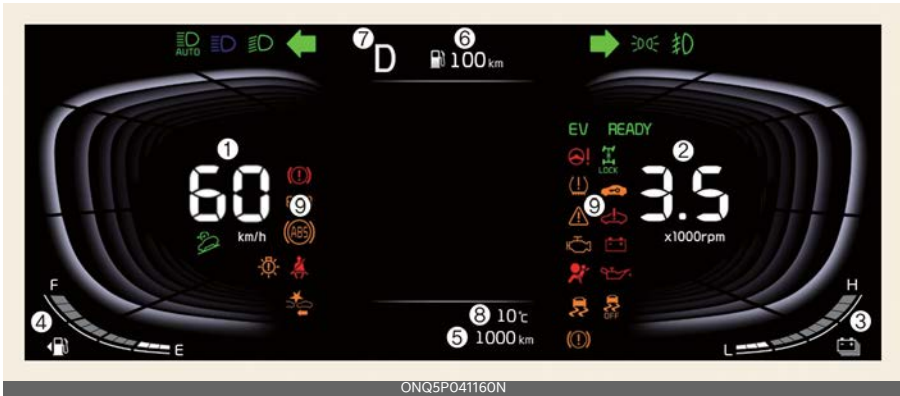 AUTO
⑦ D
⑥ 100 km
EV READY
①
60
km/h
⑨
ABS
LOCK
②
3.5
x1000rpm
⑨
OFF
F
④
E
⑧ 10℃
⑤ 1000 km
H
③
L
ONQ5P041160N